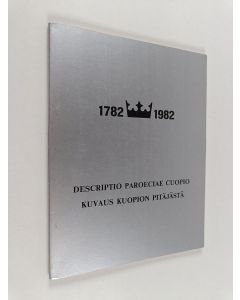 1782 1982
DESCRIPTIO PAROECIAE CUOPIO
KUVAUS KUOPION PITÄJÄSTÄ